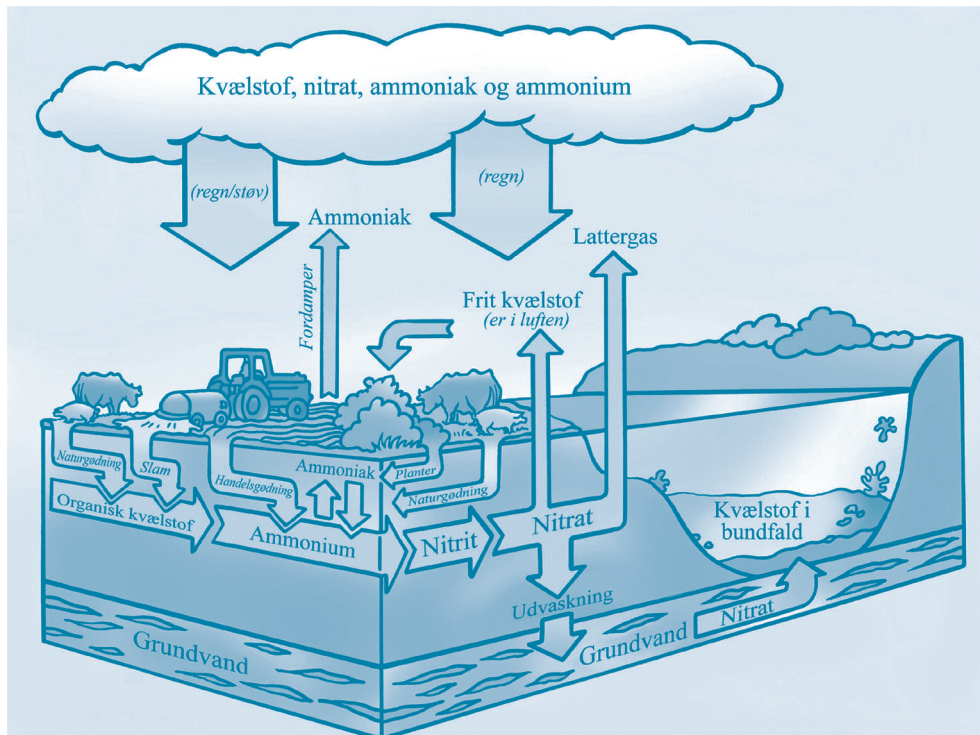 Kvælstof, nitrat, ammoniak og ammonium
(regn/støv)
(regn)
Ammoniak
Fordamper
Lattergas
Frit kvælstof
(er i luften)
Naturgødning
Slam
Handelsgødning
Ammoniak
Planter
Naturgødning
Organisk kvælstof
Ammonium
Nitrit
Nitrat
Kvælstof i
bundfald
Udvaskning
Grundvand
Grundvand
Nitrat